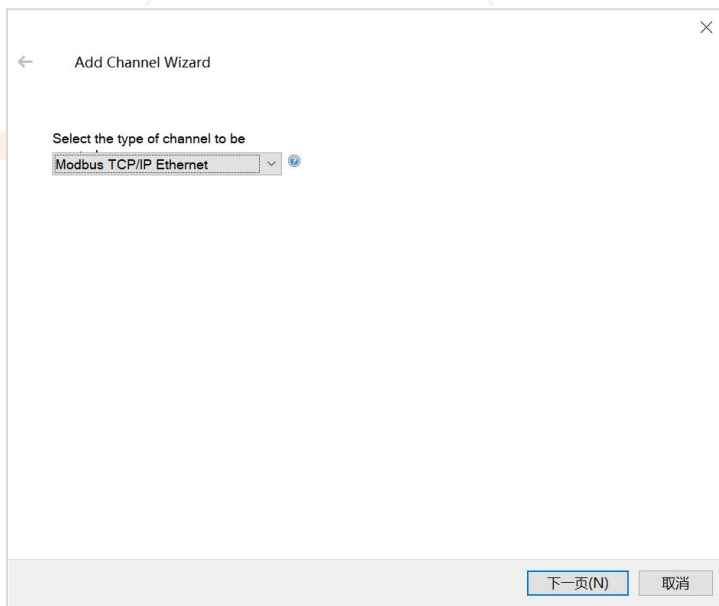 Add Channel Wizard
Select the type of channel to be
Modbus TCP/IP Ethernet
下一页(N)
取消